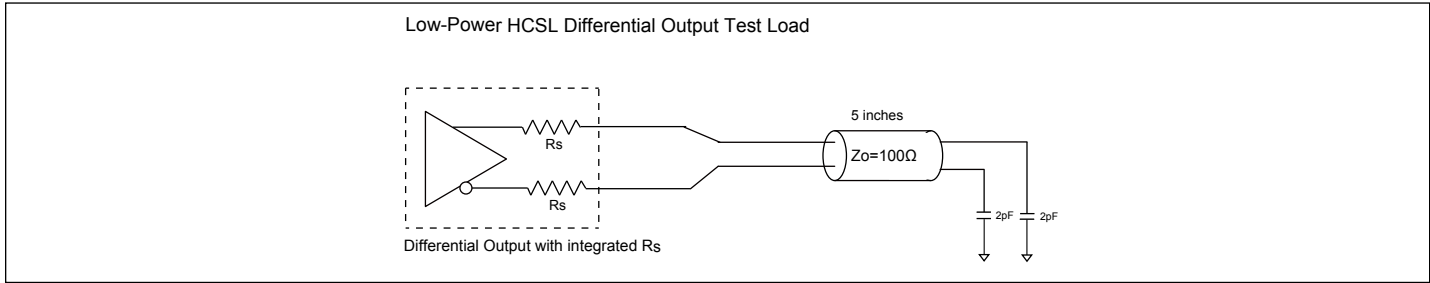 Low-Power HCSL Differential Output Test Load
5 inches
Rs
Zo=100Ω
Rs
2pF
2pF
Differential Output with integrated Rs